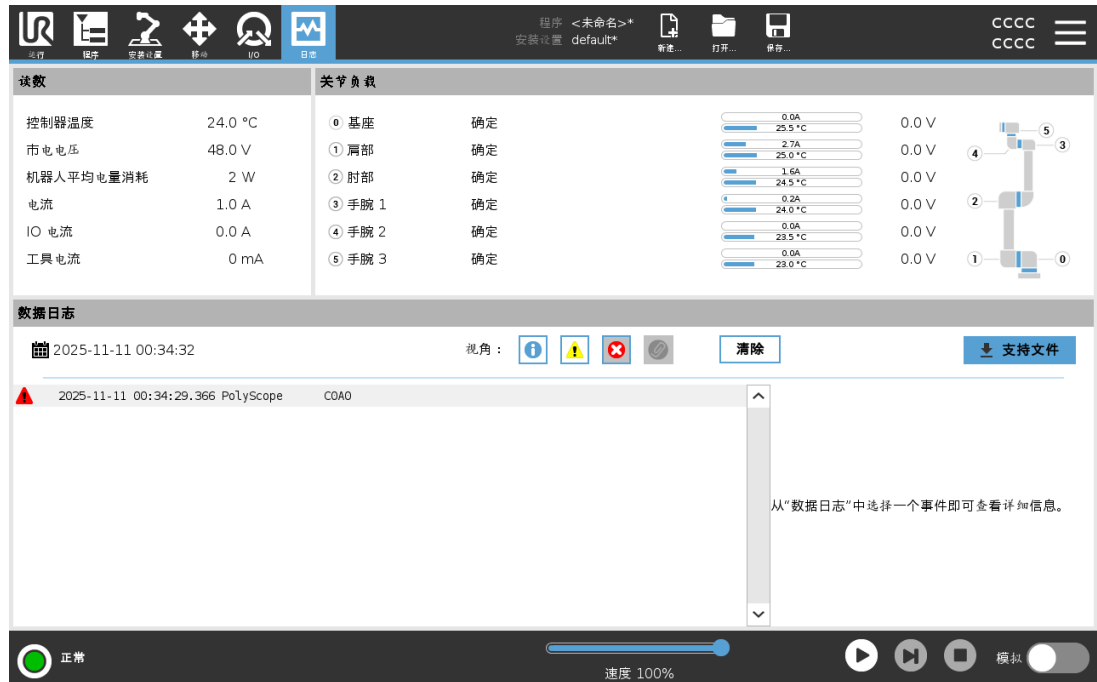 程序 <未命名>*
安装设置 default*
CCCC
CCCC
运行 程序 安装设置 移动 I/O 日志 新建... 打开... 保存...
读数 关节负载
控制器温度 24.0 °C
市电电压 48.0 V
机器人平均电量消耗 2 W
电流 1.0 A
IO 电流 0.0 A
工具电流 0 mA
0 基座 确定 0.0A 25.5 °C 0.0 V
1 肩部 确定 2.7A 25.0 °C 0.0 V
2 肘部 确定 1.6A 24.5 °C 0.0 V
3 手腕 1 确定 0.2A 24.0 °C 0.0 V
4 手腕 2 确定 0.0A 23.5 °C 0.0 V
5 手腕 3 确定 0.0A 23.0 °C 0.0 V
5
3
4
2
1 0
数据日志
2025-11-11 00:34:32 视角： 清除 支持文件
2025-11-11 00:34:29.366 PolyScope C0A0
从“数据日志”中选择一个事件即可查看详细信息。
正常 速度 100% 模拟